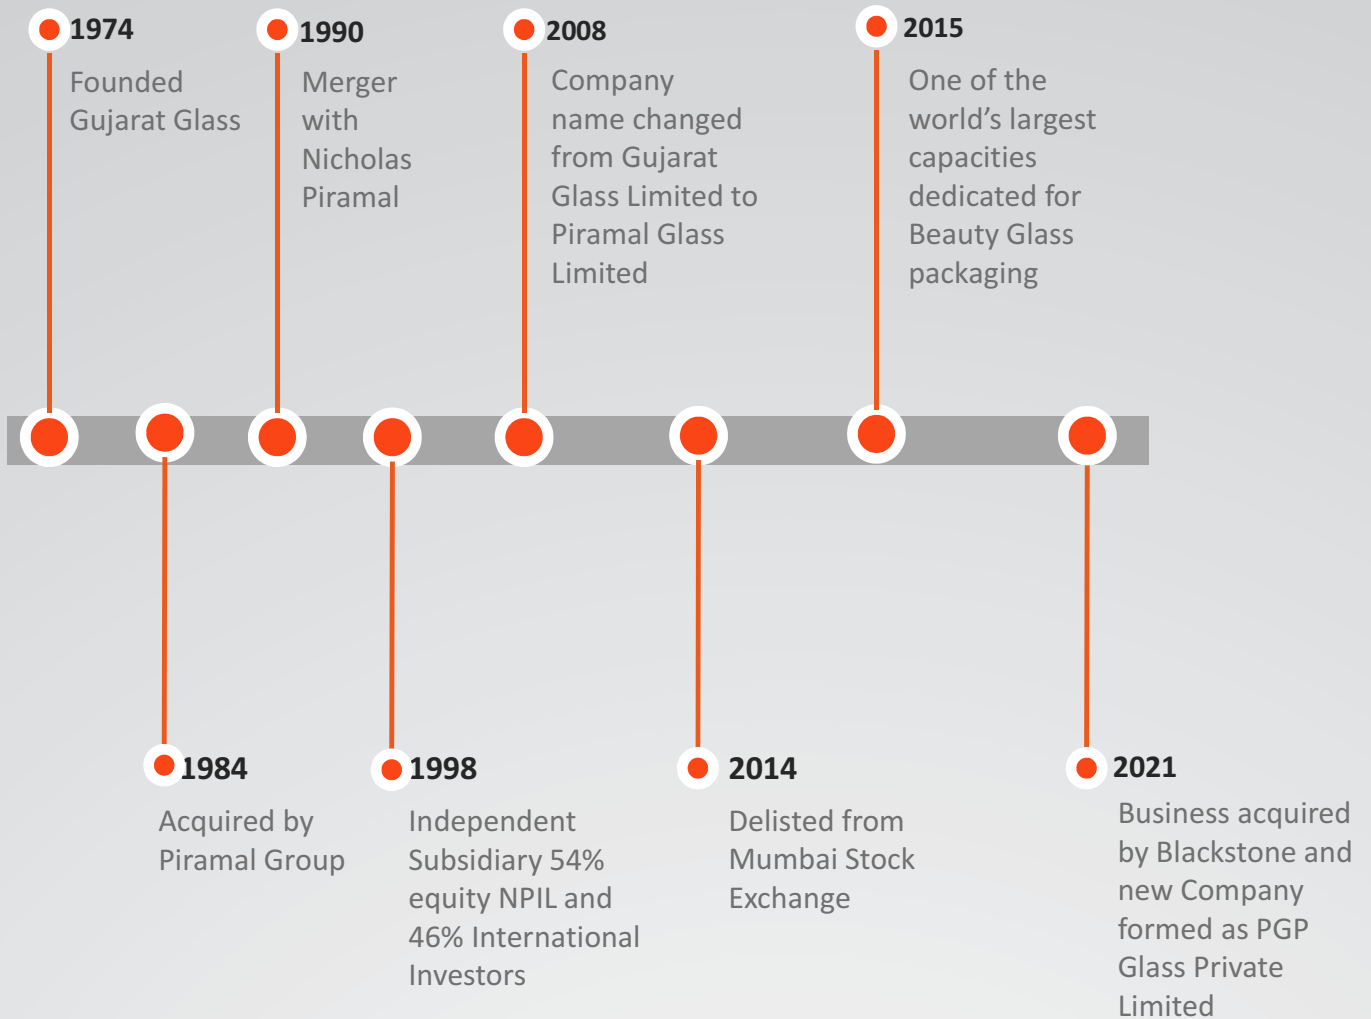 1974
Founded
Gujarat Glass
1990
Merger
with
Nicholas
Piramal
2008
Company
name changed
from Gujarat
Glass Limited to
Piramal Glass
Limited
2015
One of the
world’s largest
capacities
dedicated for
Beauty Glass
packaging
1984
Acquired by
Piramal Group
1998
Independent
Subsidiary 54%
equity NPIL and
46% International
Investors
2014
Delisted from
Mumbai Stock
Exchange
2021
Business acquired
by Blackstone and
new Company
formed as PGP
Glass Private
Limited